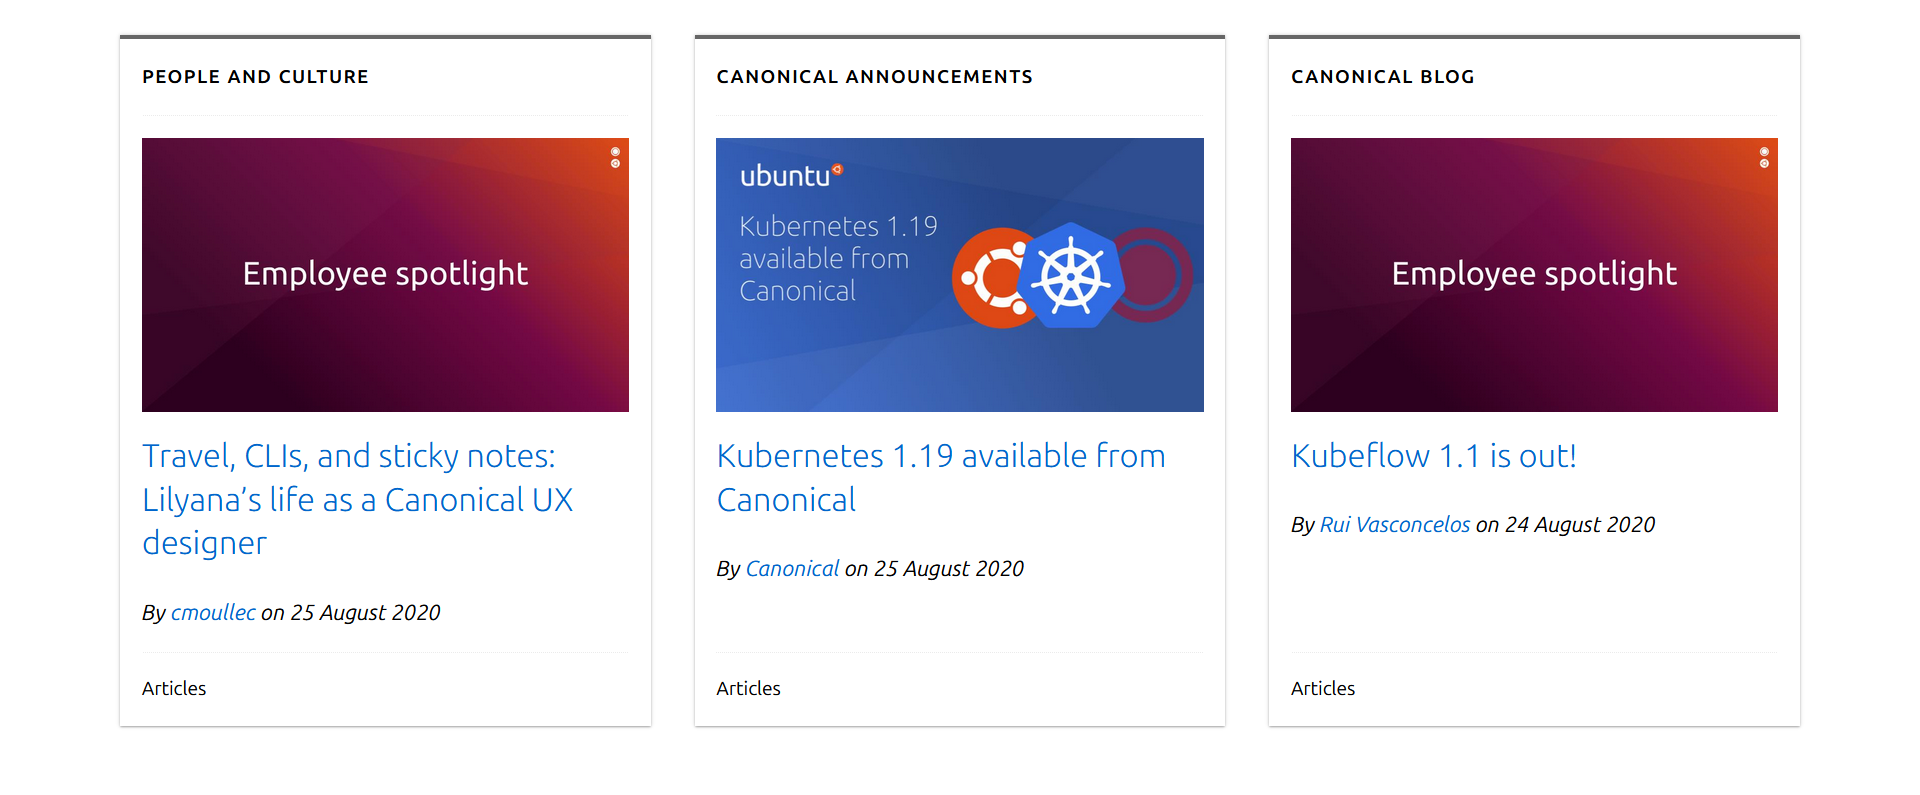 PEOPLE AND CULTURE
Employee spotlight
Travel, CLIs, and sticky notes:
Lilyana’s life as a Canonical UX
designer
By cmoullec on 25 August 2020
Articles
CANONICAL ANNOUNCEMENTS
ubuntu
Kubernetes 1.19
available from
Canonical
Kubernetes 1.19 available from
Canonical
By Canonical on 25 August 2020
Articles
CANONICAL BLOG
Employee spotlight
Kubeflow 1.1 is out!
By Rui Vasconcelos on 24 August 2020
Articles